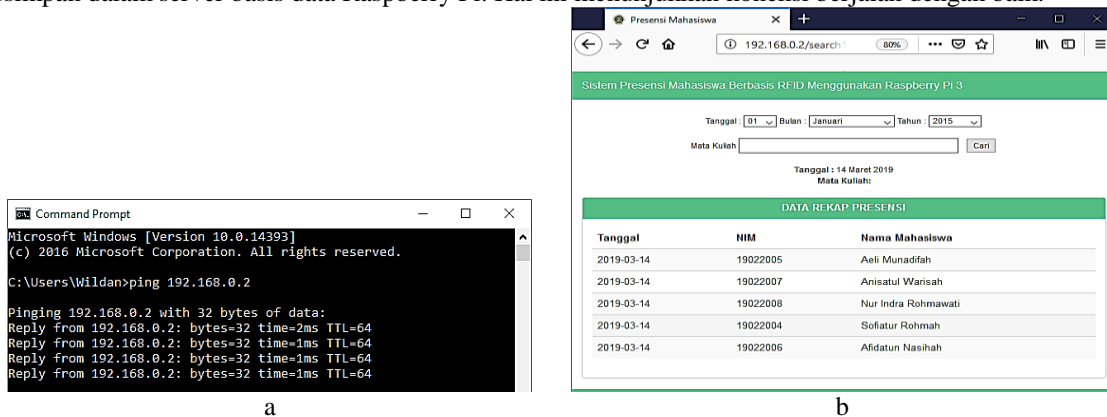 dalam server basis data Raspberry Pi.
Presensi Mahasiswa
192.168.0.2/search
80%
Sistem Presensi Mahasiswa Berbasis RFID Menggunakan Raspberry Pi 3
Tanggal : 01 Bulan : Januari Tahun : 2015
Mata Kuliah Cari
Tanggal : 14 Maret 2019
Mata Kuliah:
DATA REKAP PRESENSI
Tanggal NIM Nama Mahasiswa
2019-03-14 19022005 Aeli Munadifah
2019-03-14 19022007 Anisatul Warisah
2019-03-14 19022008 Nur Indra Rohmawati
2019-03-14 19022004 Sofiatur Rohmah
2019-03-14 19022006 Afidatun Nasihah
Command Prompt
Microsoft Windows [Version 10.0.14393]
(c) 2016 Microsoft Corporation. All rights reserved.
C:\Users\Wildan>ping 192.168.0.2
Pinging 192.168.0.2 with 32 bytes of data:
Reply from 192.168.0.2: bytes=32 time=2ms TTL=64
Reply from 192.168.0.2: bytes=32 time=1ms TTL=64
Reply from 192.168.0.2: bytes=32 time=1ms TTL=64
Reply from 192.168.0.2: bytes=32 time=1ms TTL=64
a
b